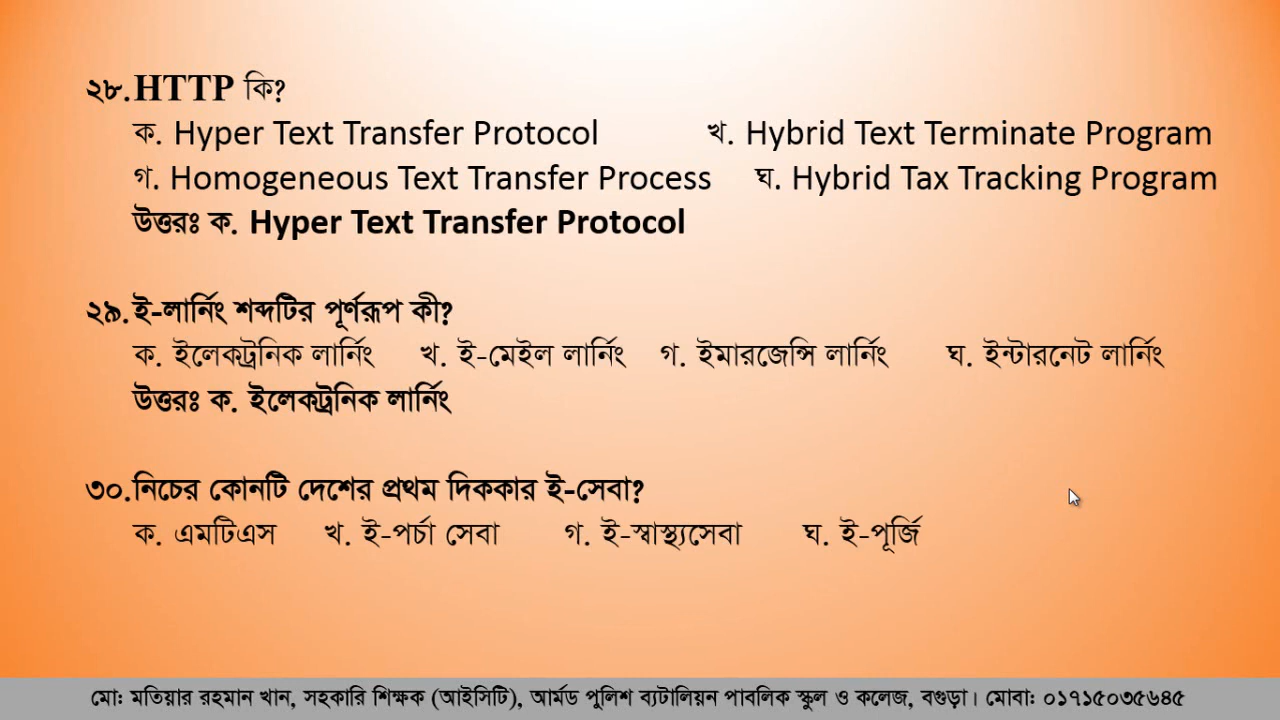 ২৮. HTTP কি?
ক. Hyper Text Transfer Protocol খ. Hybrid Text Terminate Program
গ. Homogeneous Text Transfer Process ঘ. Hybrid Tax Tracking Program
উত্তরঃ ক. Hyper Text Transfer Protocol
২৯. ই-লার্নিং শব্দটির পূর্ণরূপ কী?
ক. ইলেকট্রনিক লার্নিং খ. ই-মেইল লার্নিং গ. ইমারজেন্সি লার্নিং ঘ. ইন্টারনেট লার্নিং
উত্তরঃ ক. ইলেকট্রনিক লার্নিং
৩০. নিচের কোনটি দেশের প্রথম দিককার ই-সেবা?
ক. এমটিএস খ. ই-পর্চা সেবা গ. ই-স্বাস্থ্যসেবা ঘ. ই-পূর্জি
মো: মতিয়ার রহমান খান, সহকারি শিক্ষক (আইসিটি), আর্মড পুলিশ ব্যটালিয়ন পাবলিক স্কুল ও কলেজ, বগুড়া। মোবা: ০১৭১৫০৩৫৬৪৫